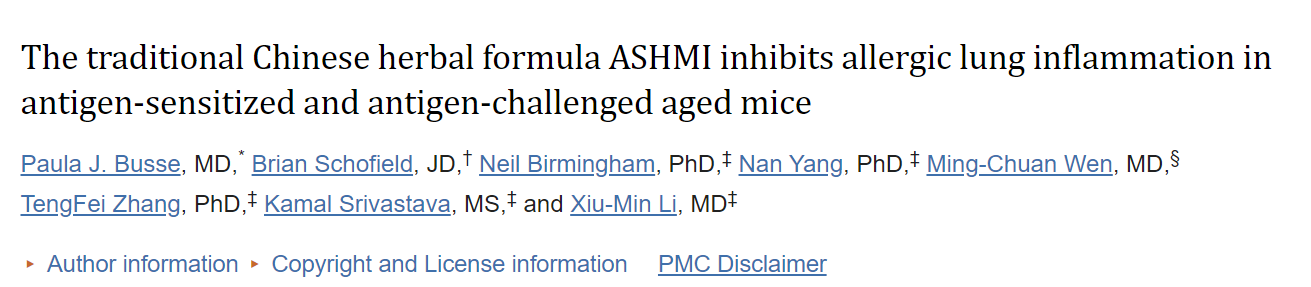 The traditional Chinese herbal formula ASHMI inhibits allergic lung inflammation in
antigen-sensitized and antigen-challenged aged mice
Paula J. Busse, MD,* Brian Schofield, JD,† Neil Birmingham, PhD,‡ Nan Yang, PhD,‡ Ming-Chuan Wen, MD,§
TengFei Zhang, PhD,‡ Kamal Srivastava, MS,‡ and Xiu-Min Li, MD‡
▸ Author information ▸ Copyright and License information PMC Disclaimer